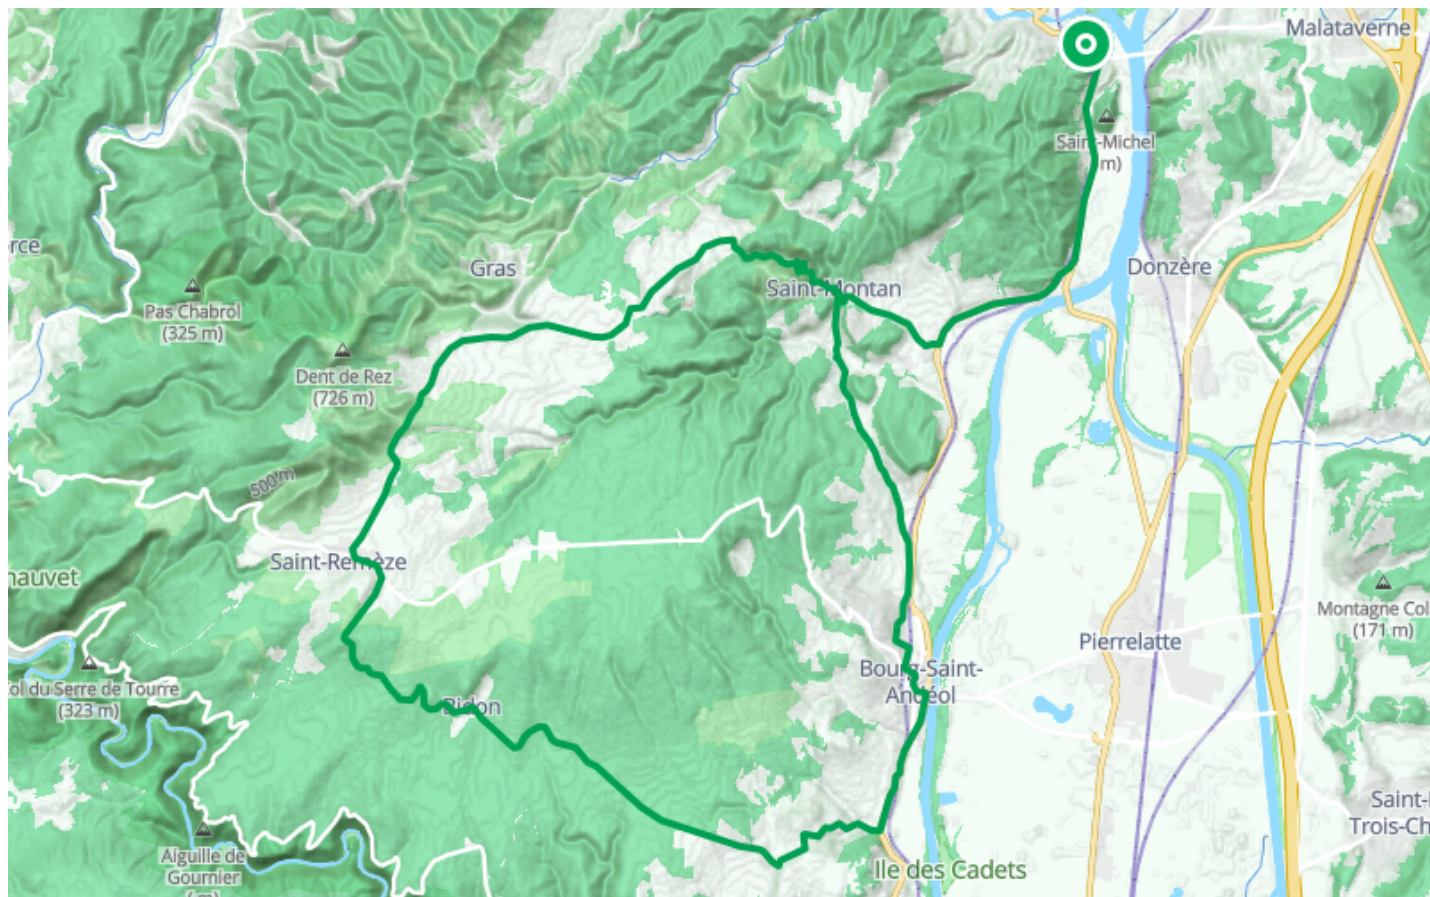 Malataverne
Saint-Michel
m)
rce
Gras
Donzère
Pas Chabrol
(325 m)
Saint-Montan
Dent de Rez
(726 m)
500 m
Saint-Remèze
hauvet
Montagne Col
(171 m)
Pierrelatte
Bourg-Saint-
Andéol
ol du Serre de Tourre
(323 m)
Bidon
Saint-
Trois-Ch
Aiguille de
Gournier
Ile des Cadets